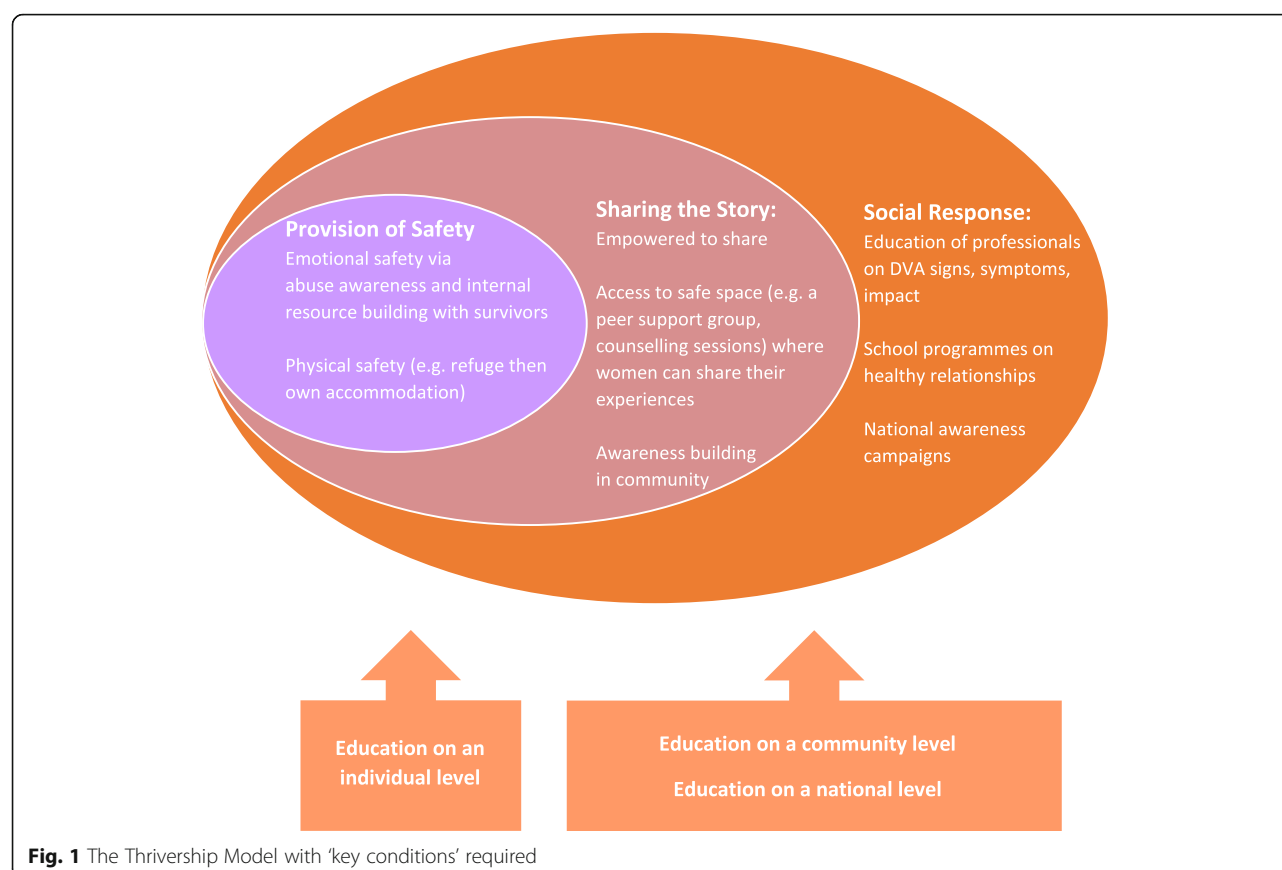 Provision of Safety
Emotional safety via
abuse awareness and internal
resource building with survivors
Physical safety (e.g. refuge then
own accommodation)
Sharing the Story:
Empowered to share
Access to safe space (e.g. a
peer support group,
counselling sessions) where
women can share their
experiences
Awareness building
in community
Social Response:
Education of professionals
on DVA signs, symptoms,
impact
School programmes on
healthy relationships
National awareness
campaigns
Education on an
individual level
Education on a community level
Education on a national level
Fig. 1 The Thrivership Model with ‘key conditions’ required